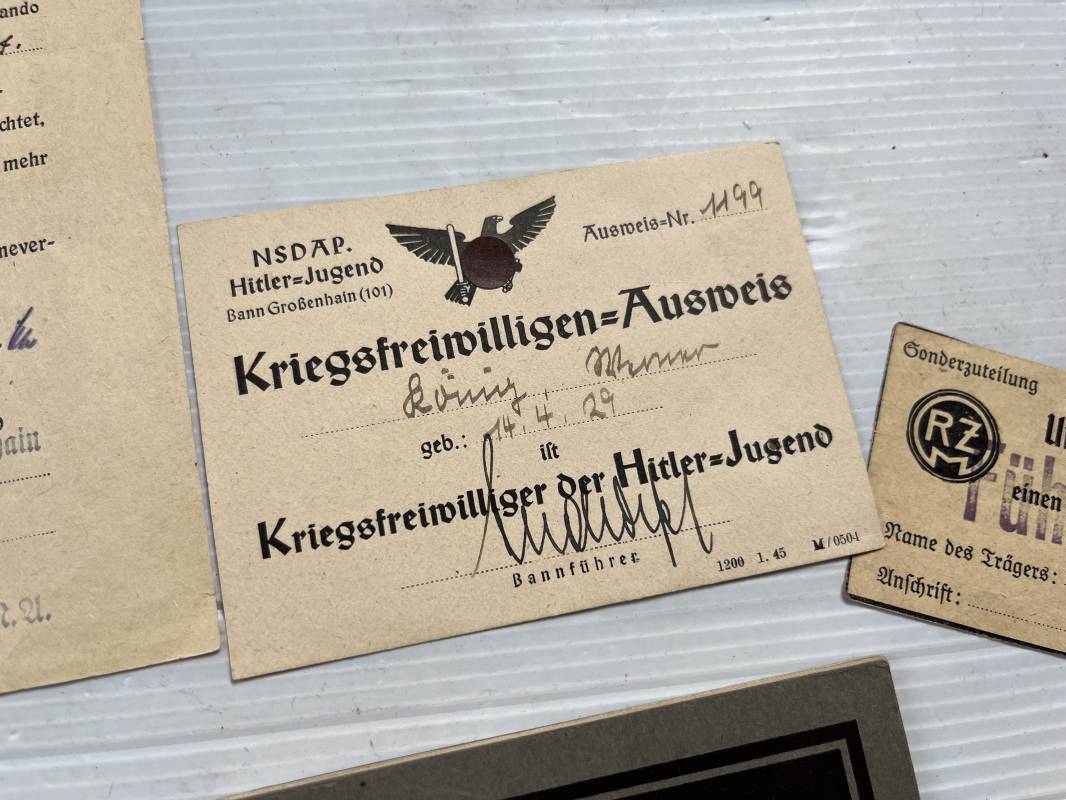 ando
chtet,
mehr
never-
hain
N. A.
NSDAP.
Hitler=Jugend
Bann Großenhain (101)
Ausweis=Nr. 1199
Kriegsfreiwilligen=Ausweis
König, Werner
geb.: 14. 4. 29
ist
Kriegsfreiwilliger der Hitler=Jugend
Bannführer
1200 1. 45 M/0504
Sonderzuteilung
RZM
Füh
einen
Name des Trägers:
Anschrift: